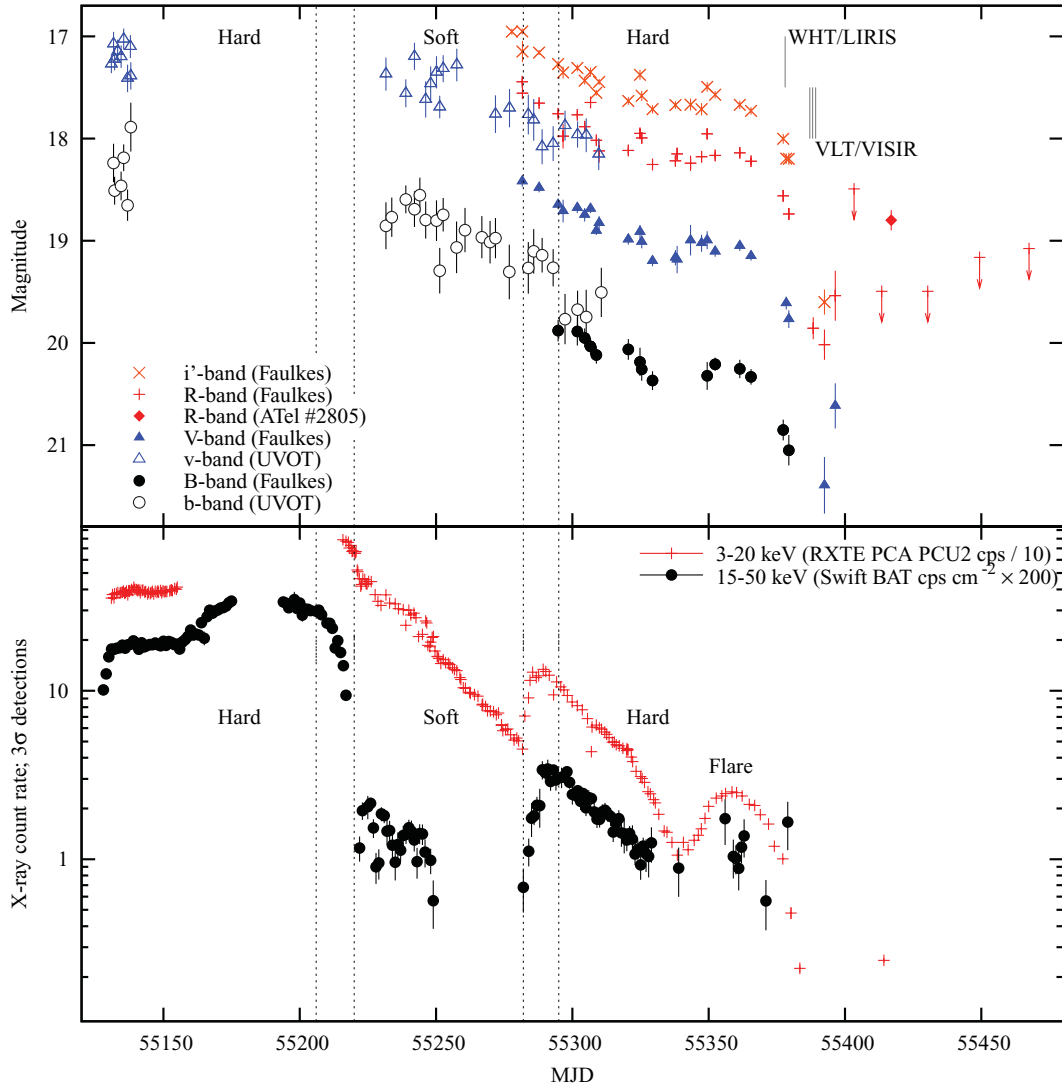 17
18
19
20
21
Magnitude
Hard
Soft
Hard
WHT/LIRIS
VLT/VISIR
i'-band (Faulkes)
R-band (Faulkes)
R-band (ATel #2805)
V-band (Faulkes)
v-band (UVOT)
B-band (Faulkes)
b-band (UVOT)
3-20 keV (RXTE PCA PCU2 cps / 10)
15-50 keV (Swift BAT cps cm⁻² × 200)
10
1
X-ray count rate; 3σ detections
Hard
Soft
Hard
Flare
55150
55200
55250
55300
55350
55400
55450
MJD